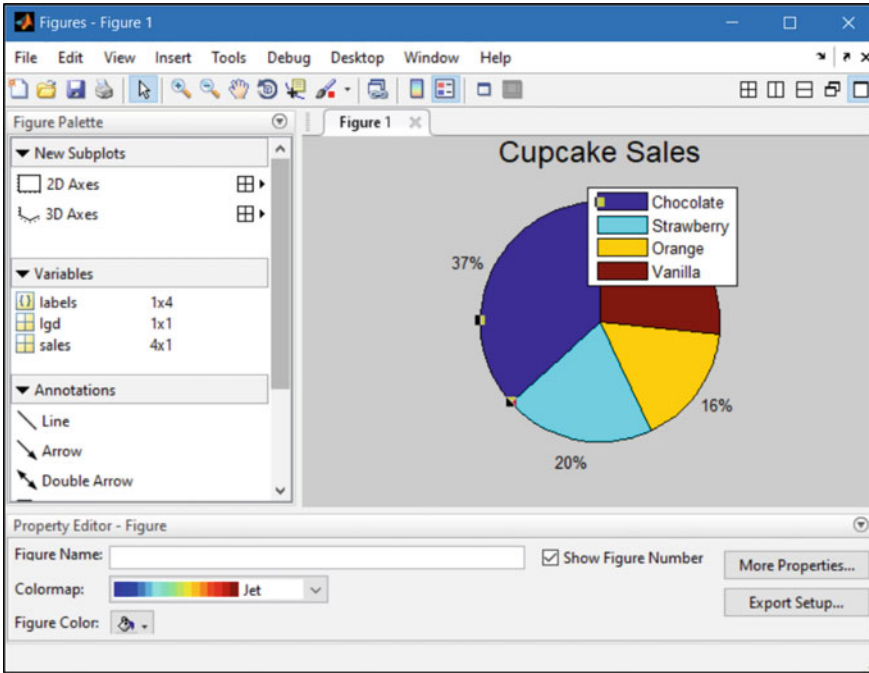 Figures - Figure 1
File Edit View Insert Tools Debug Desktop Window Help
Figure Palette
Figure 1
New Subplots
2D Axes
3D Axes
Variables
labels 1x4
lgd 1x1
sales 4x1
Annotations
Line
Arrow
Double Arrow
Cupcake Sales
Chocolate
Strawberry
Orange
Vanilla
37%
16%
20%
Property Editor - Figure
Figure Name:
Show Figure Number
More Properties...
Colormap: Jet
Export Setup...
Figure Color: